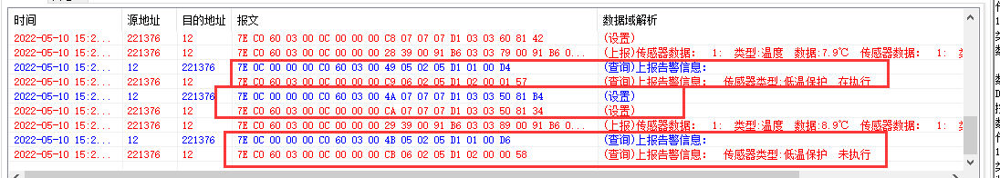 时间 源地址 目的地址 报文 数据域解析
2022-05-10 15:2... 221376 12 7E C0 60 03 00 0C 00 00 00 C8 07 07 07 D1 03 03 60 81 42 (设置)
2022-05-10 15:2... 221376 12 7E C0 60 03 00 0C 00 00 00 28 39 00 91 B6 03 03 79 00 91 B6 0... (上报)传感器数据: 1: 类型:温度 数据:7.9℃ 传感器数据: 1: 类
2022-05-10 15:2... 12 221376 7E 0C 00 00 00 C0 60 03 00 49 05 02 05 D1 01 00 D4 (查询)上报告警信息:
2022-05-10 15:2... 221376 12 7E C0 60 03 00 0C 00 00 00 C9 06 02 05 D1 02 00 01 57 (查询)上报告警信息: 传感器类型:低温保护 在执行
2022-05-10 15:2... 12 221376 7E 0C 00 00 00 C0 60 03 00 4A 07 07 07 D1 03 03 50 81 B4 (设置)
2022-05-10 15:2... 221376 12 7E C0 60 03 00 0C 00 00 00 CA 07 07 07 D1 03 03 50 81 34 (设置)
2022-05-10 15:2... 221376 12 7E C0 60 03 00 0C 00 00 00 29 39 00 91 B6 03 03 89 00 91 B6 0... (上报)传感器数据: 1: 类型:温度 数据:8.9℃ 传感器数据: 1: 类
2022-05-10 15:2... 12 221376 7E 0C 00 00 00 C0 60 03 00 4B 05 02 05 D1 01 00 D6 (查询)上报告警信息:
2022-05-10 15:2... 221376 12 7E C0 60 03 00 0C 00 00 00 CB 06 02 05 D1 02 00 00 58 (查询)上报告警信息: 传感器类型:低温保护 未执行